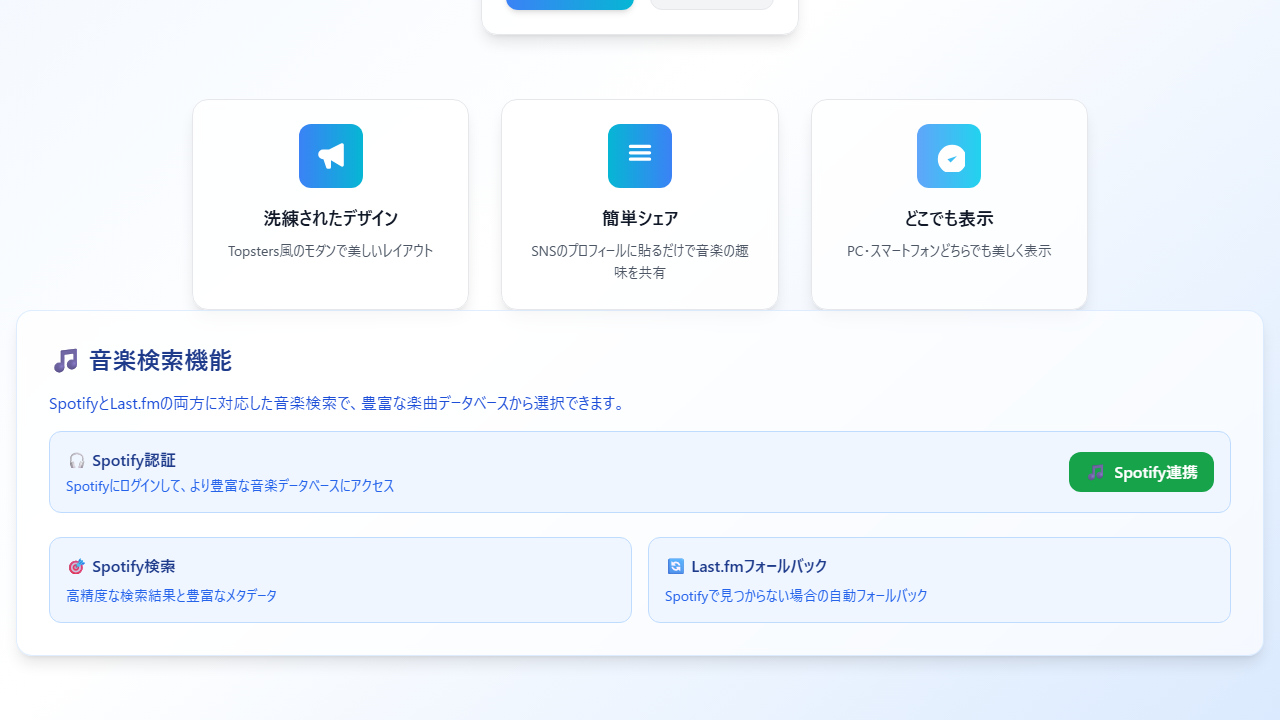 洗練されたデザイン
Topsters風のモダンで美しいレイアウト
簡単シェア
SNSのプロフィールに貼るだけで音楽の趣
味を共有
どこでも表示
PC・スマートフォンどちらでも美しく表示
🎵 音楽検索機能
SpotifyとLast.fmの両方に対応した音楽検索で、豊富な楽曲データベースから選択できます。
🎧 Spotify認証
Spotifyにログインして、より豊富な音楽データベースにアクセス
🎵 Spotify連携
🎯 Spotify検索
高精度な検索結果と豊富なメタデータ
🔄 Last.fmフォールバック
Spotifyで見つからない場合の自動フォールバック